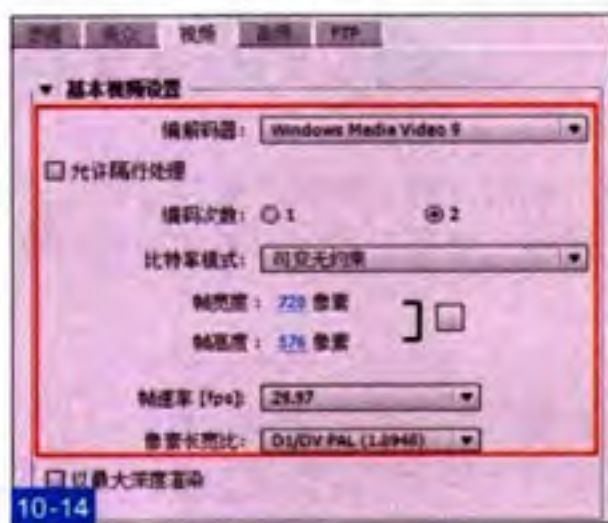 视频
FTP
▼ 基本视频设置
编解码器: Windows Media Video 9
允许隔行处理
编码次数: 1 2
比特率模式: 可变无约束
帧宽度: 720 像素
帧高度: 576 像素
帧速率 [fps]: 29.97
像素长宽比: D1/DV PAL (1.0940)
以最大深度渲染
10-14